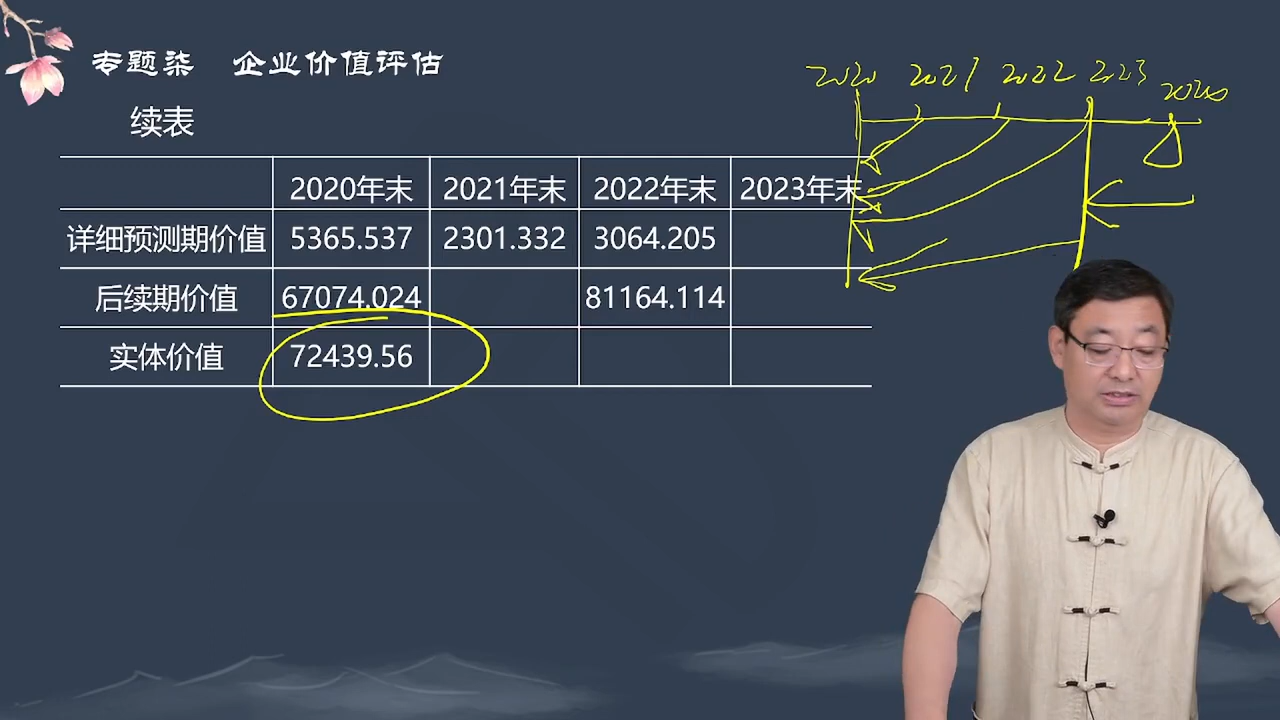 专题柒 企业价值评估
2020 2021 2022 2023
续表
2020年末 2021年末 2022年末 2023年末
详细预测期价值 5365.537 2301.332 3064.205
后续期价值 67074.024 81164.114
实体价值 72439.56